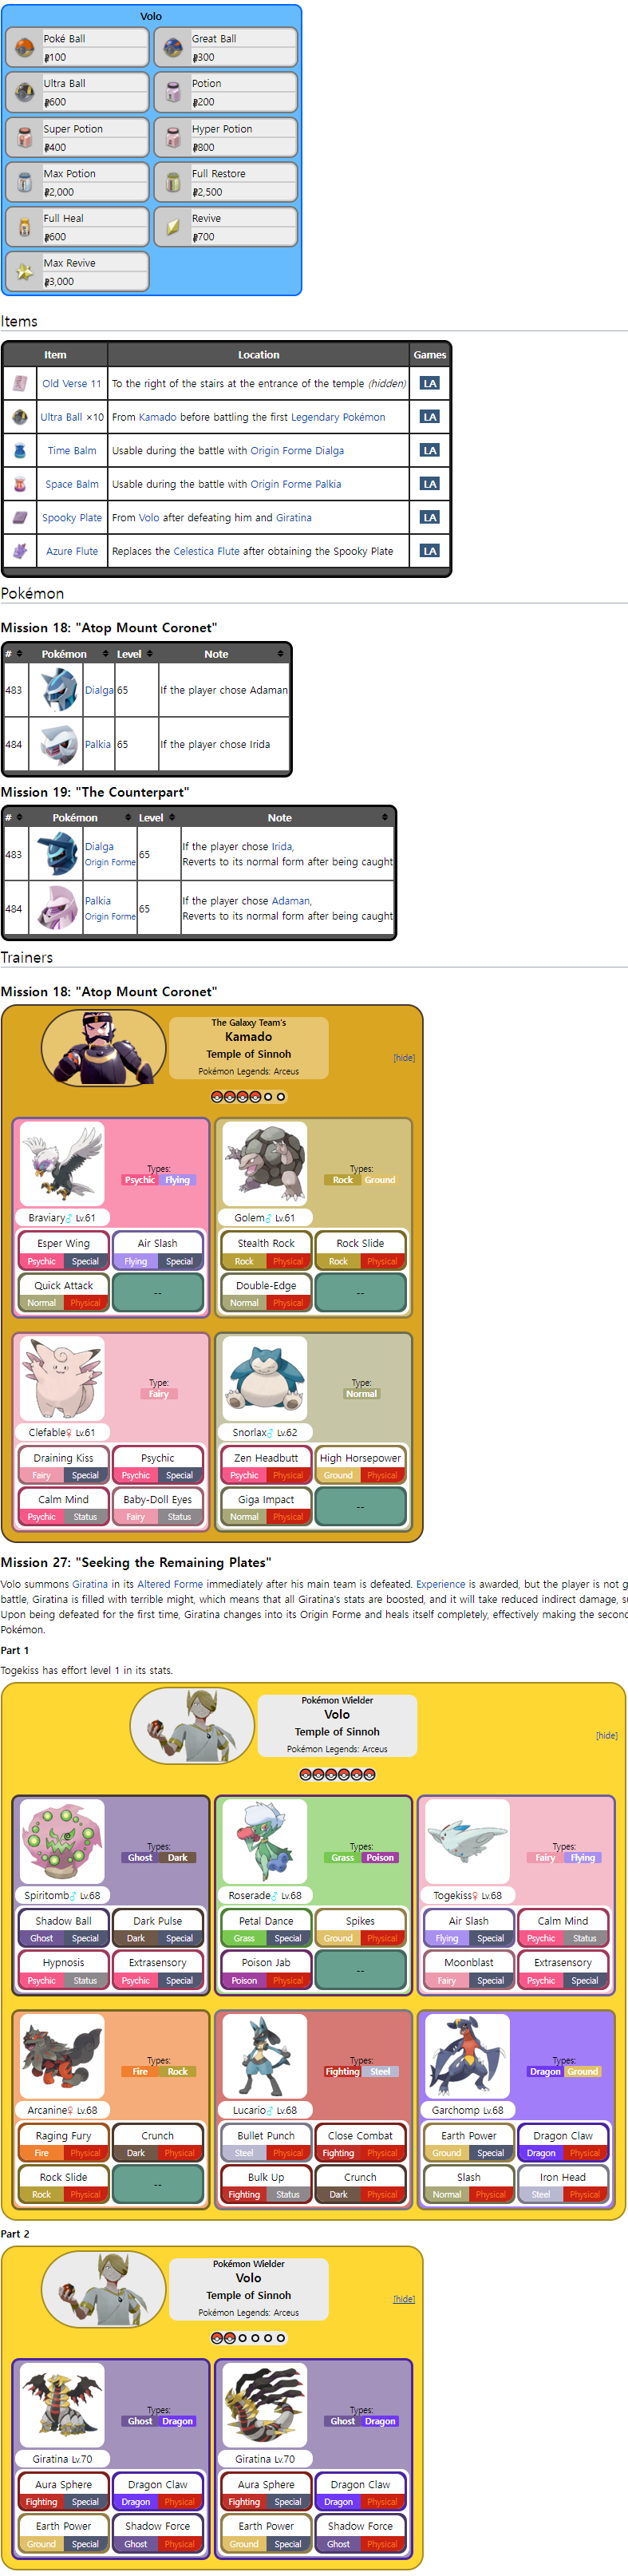 Volo
Poké Ball
₽100
Great Ball
₽300
Ultra Ball
₽600
Potion
₽200
Super Potion
₽400
Hyper Potion
₽800
Max Potion
₽2,000
Full Restore
₽2,500
Full Heal
₽600
Revive
₽700
Max Revive
₽3,000
Items
Item Location Games
Old Verse 11 To the right of the stairs at the entrance of the temple (hidden) LA
Ultra Ball ×10 From Kamado before battling the first Legendary Pokémon LA
Time Balm Usable during the battle with Origin Forme Dialga LA
Space Balm Usable during the battle with Origin Forme Palkia LA
Spooky Plate From Volo after defeating him and Giratina LA
Azure Flute Replaces the Celestica Flute after obtaining the Spooky Plate LA
Pokémon
Mission 18: "Atop Mount Coronet"
# Pokémon Level Note
483 Dialga 65 If the player chose Adaman
484 Palkia 65 If the player chose Irida
Mission 19: "The Counterpart"
# Pokémon Level Note
483 Dialga Origin Forme 65 If the player chose Irida,
Reverts to its normal form after being caught
484 Palkia Origin Forme 65 If the player chose Adaman,
Reverts to its normal form after being caught
Trainers
Mission 18: "Atop Mount Coronet"
The Galaxy Team's
Kamado
Temple of Sinnoh
Pokémon Legends: Arceus
[hide]
Types:
Psychic Flying
Braviary♂ Lv.61
Esper Wing
Psychic Special
Air Slash
Flying Special
Quick Attack
Normal Physical
--
Types:
Rock Ground
Golem♂ Lv.61
Stealth Rock
Rock Physical
Rock Slide
Rock Physical
Double-Edge
Normal Physical
--
Type:
Fairy
Clefable♀ Lv.61
Draining Kiss
Fairy Special
Psychic
Psychic Special
Calm Mind
Psychic Status
Baby-Doll Eyes
Fairy Status
Type:
Normal
Snorlax♂ Lv.62
Zen Headbutt
Psychic Physical
High Horsepower
Ground Physical
Giga Impact
Normal Physical
--
Mission 27: "Seeking the Remaining Plates"
Volo summons Giratina in its Altered Forme immediately after his main team is defeated. Experience is awarded, but the player is not g
battle, Giratina is filled with terrible might, which means that all Giratina's stats are boosted, and it will take reduced indirect damage, su
Upon being defeated for the first time, Giratina changes into its Origin Forme and heals itself completely, effectively making the second
Pokémon.
Part 1
Togekiss has effort level 1 in its stats.
Pokémon Wielder
Volo
Temple of Sinnoh
Pokémon Legends: Arceus
[hide]
Types:
Ghost Dark
Spiritomb♂ Lv.68
Shadow Ball
Ghost Special
Dark Pulse
Dark Special
Hypnosis
Psychic Status
Extrasensory
Psychic Special
Types:
Grass Poison
Roserade♂ Lv.68
Petal Dance
Grass Special
Spikes
Ground Physical
Poison Jab
Poison Physical
--
Types:
Fairy Flying
Togekiss♀ Lv.68
Air Slash
Flying Special
Calm Mind
Psychic Status
Moonblast
Fairy Special
Extrasensory
Psychic Special
Types:
Fire Rock
Arcanine♀ Lv.68
Raging Fury
Fire Physical
Crunch
Dark Physical
Rock Slide
Rock Physical
--
Types:
Fighting Steel
Lucario♂ Lv.68
Bullet Punch
Steel Physical
Close Combat
Fighting Physical
Bulk Up
Fighting Status
Crunch
Dark Physical
Types:
Dragon Ground
Garchomp Lv.68
Earth Power
Ground Special
Dragon Claw
Dragon Physical
Slash
Normal Physical
Iron Head
Steel Physical
Part 2
Pokémon Wielder
Volo
Temple of Sinnoh
Pokémon Legends: Arceus
[hide]
Types:
Ghost Dragon
Giratina Lv.70
Aura Sphere
Fighting Special
Dragon Claw
Dragon Physical
Earth Power
Ground Special
Shadow Force
Ghost Physical
Types:
Ghost Dragon
Giratina Lv.70
Aura Sphere
Fighting Special
Dragon Claw
Dragon Physical
Earth Power
Ground Special
Shadow Force
Ghost Physical